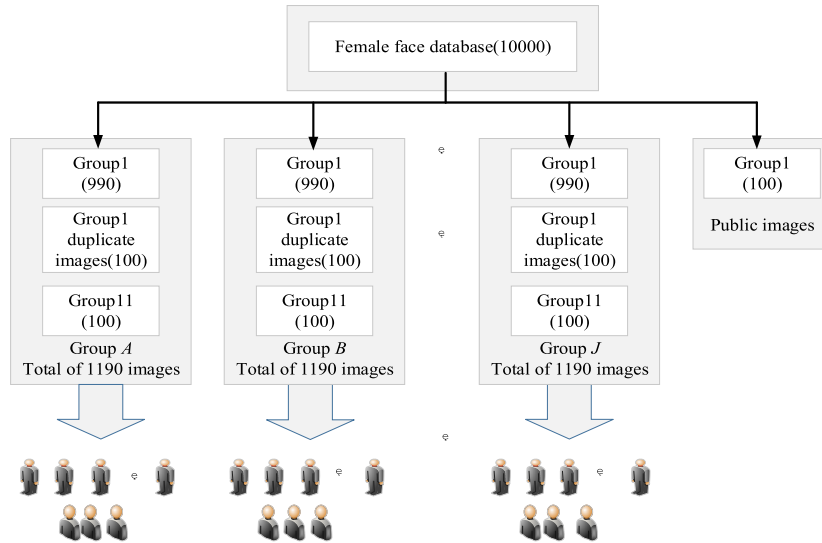 Female face database(10000)
Group1
(990)
Group1
duplicate
images(100)
Group11
(100)
Group A
Total of 1190 images
Group1
(990)
Group1
duplicate
images(100)
Group11
(100)
Group B
Total of 1190 images
Group1
(990)
Group1
duplicate
images(100)
Group11
(100)
Group J
Total of 1190 images
Group1
(100)
Public images